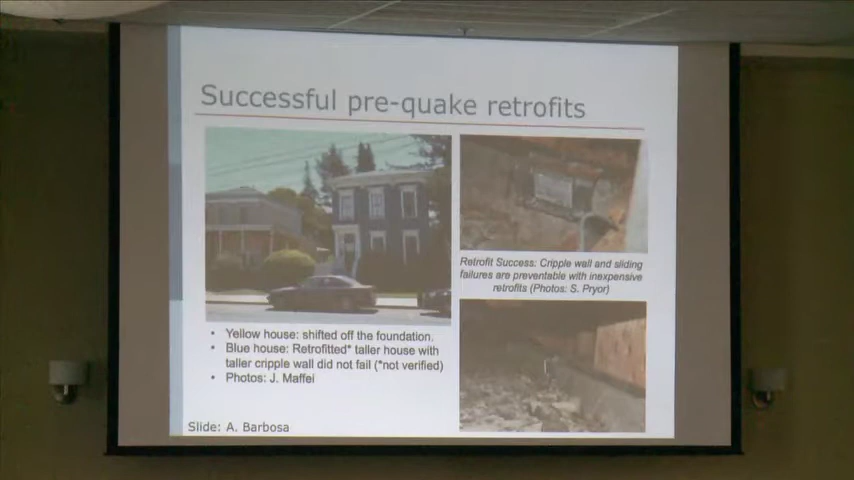 Successful pre-quake retrofits
Retrofit Success: Cripple wall and sliding
failures are preventable with inexpensive
retrofits (Photos: S. Pryor)
• Yellow house: shifted off the foundation.
• Blue house: Retrofitted* taller house with
taller cripple wall did not fail (*not verified)
• Photos: J. Maffei
Slide: A. Barbosa